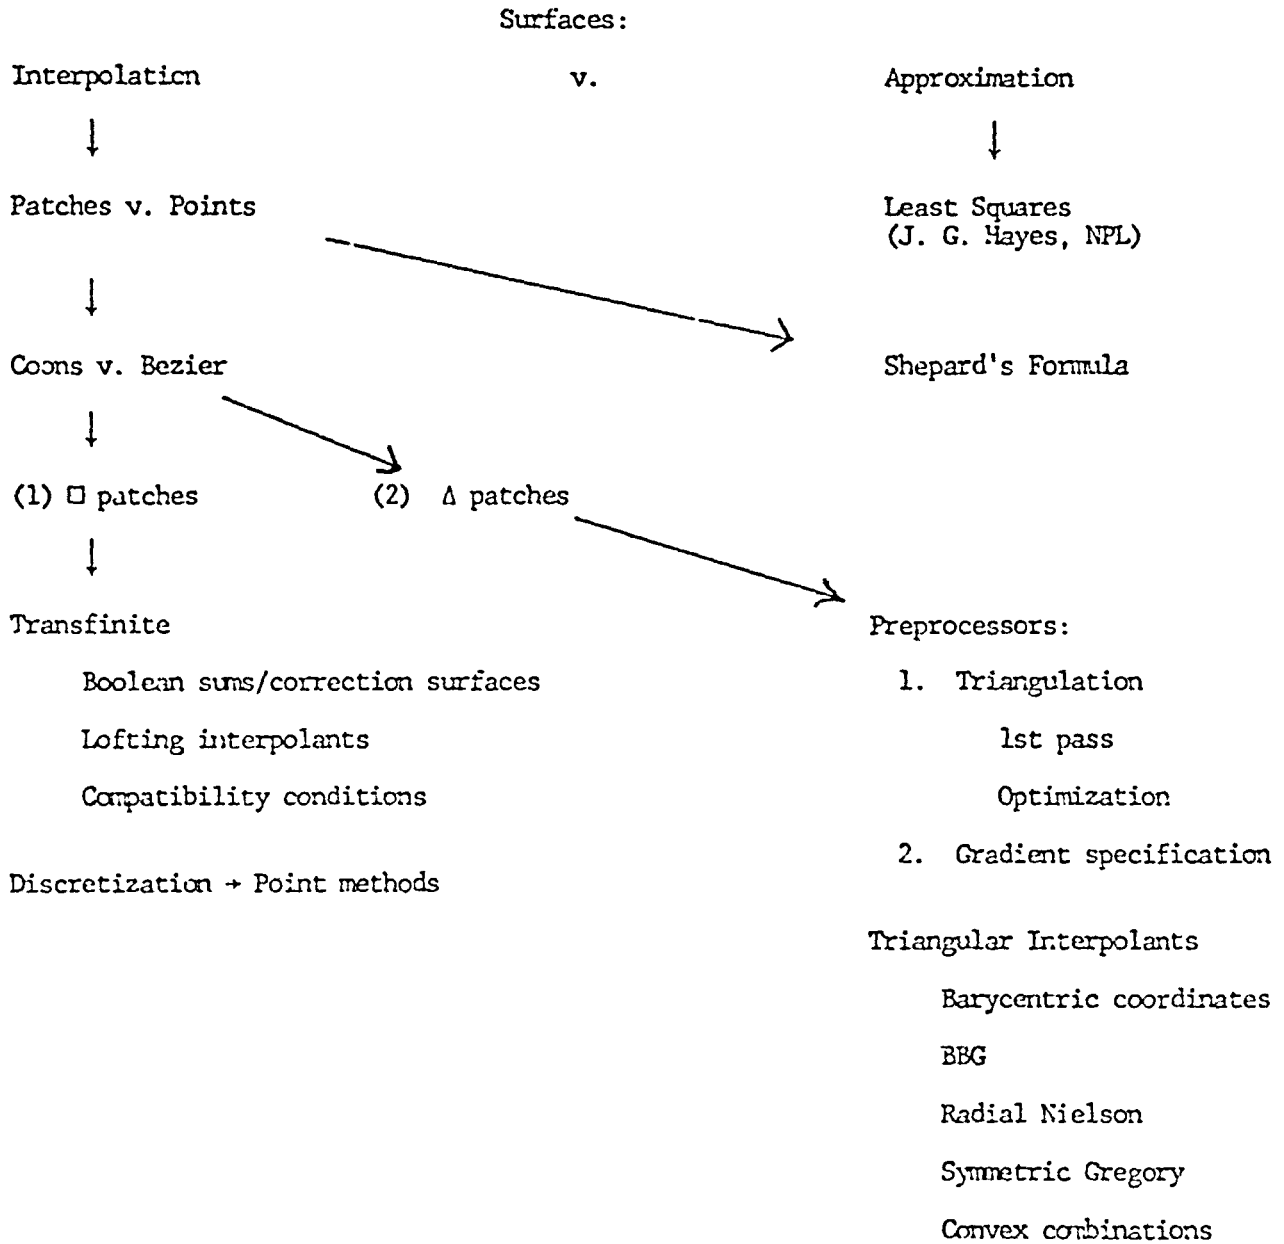 Surfaces:
Interpolation v. Approximation
Patches v. Points
Least Squares
(J. G. Hayes, NPL)
Coons v. Bezier
Shepard's Formula
(1) □ patches (2) Δ patches
Transfinite
Boolean sums/correction surfaces
Lofting interpolants
Compatibility conditions
Discretization → Point methods
Preprocessors:
1. Triangulation
1st pass
Optimization
2. Gradient specification
Triangular Interpolants
Barycentric coordinates
BBG
Radial Nielson
Symmetric Gregory
Convex combinations